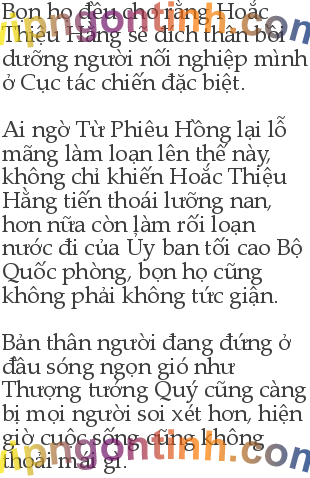 Bọn họ đều cho rằng Hoắc
Thiệu Hằng sẽ đích thân bồi
dưỡng người nối nghiệp mình
ở Cục tác chiến đặc biệt.
Ai ngờ Từ Phiêu Hồng lại lỗ
mãng làm loạn lên thế này,
không chỉ khiến Hoắc Thiệu
Hằng tiến thoái lưỡng nan,
hơn nữa còn làm rối loạn
nước đi của Ủy ban tối cao Bộ
Quốc phòng, bọn họ cũng
không phải không tức giận.
Bản thân người đang đứng ở
đầu sóng ngọn gió như
Thượng tướng Quý cũng càng
bị mọi người soi xét hơn, hiện
giờ cuộc sống cũng không
thoải mái gì.